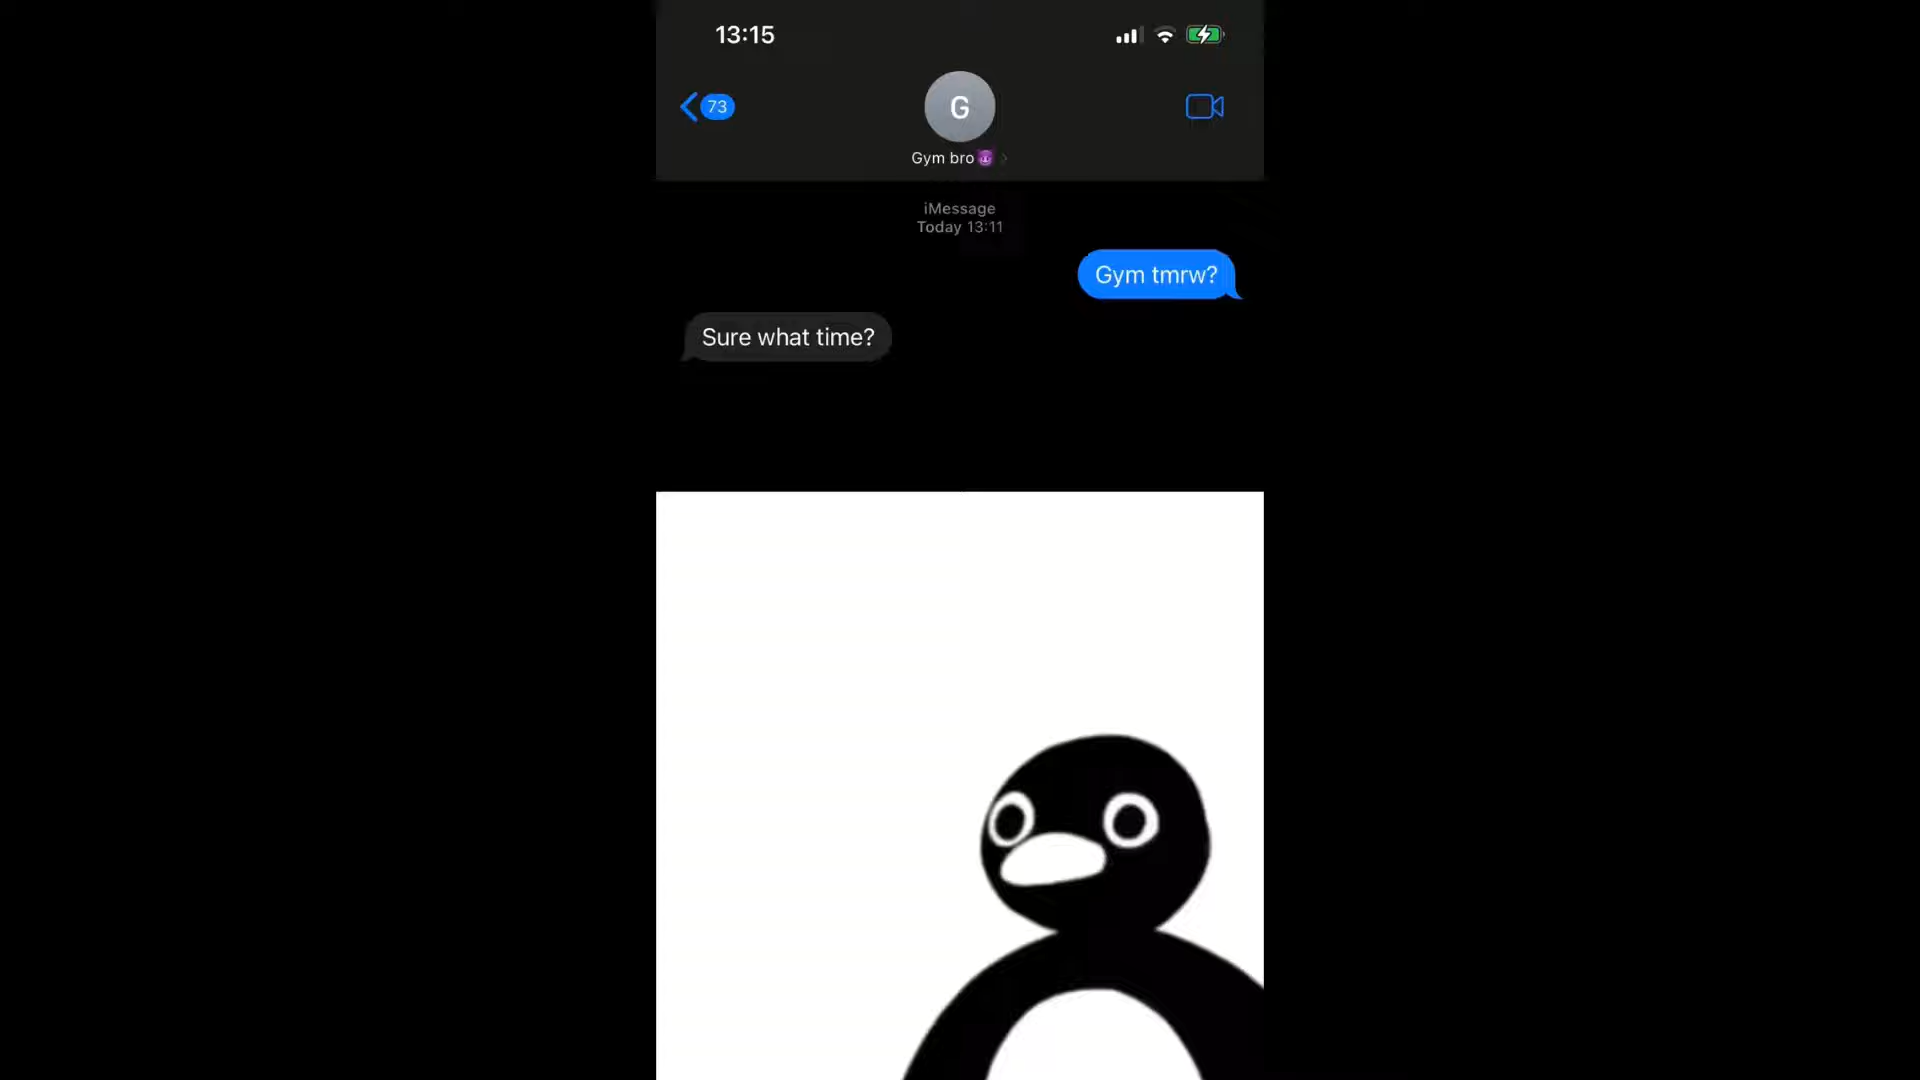 13:15
73
G
Gym bro😈
iMessage
Today 13:11
Gym tmrw?
Sure what time?